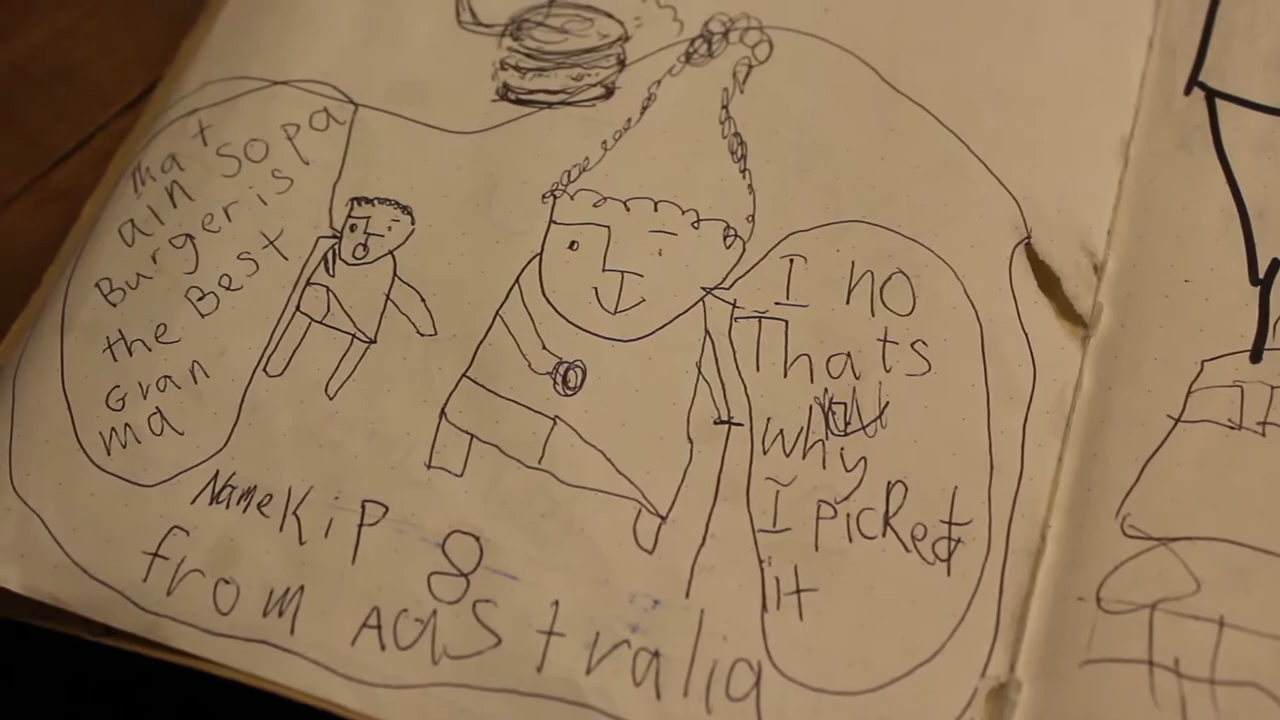 that
aln Sopa
Burger is
the Best
Gran
ma
I no
Thats
why
I picked
it
Name Kip 8
from Aastralia